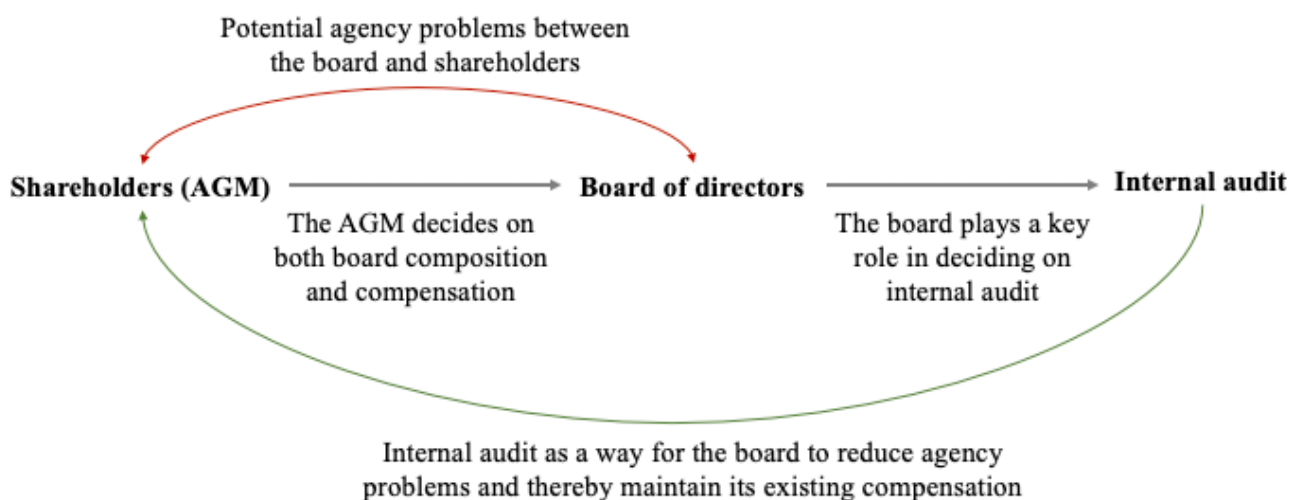 Potential agency problems between
the board and shareholders
Shareholders (AGM)
Board of directors
Internal audit
The AGM decides on
both board composition
and compensation
The board plays a key
role in deciding on
internal audit
Internal audit as a way for the board to reduce agency
problems and thereby maintain its existing compensation